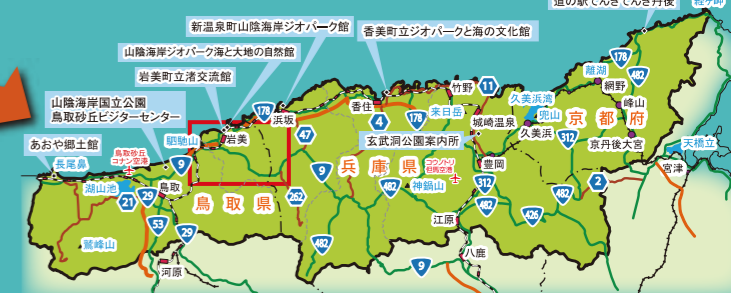 道の駅てんきてんき丹後
経ヶ岬
新温泉町山陰海岸ジオパーク館
香美町立ジオパークと海の文化館
山陰海岸ジオパーク海と大地の自然館
岩美町立渚交流館
山陰海岸国立公園
鳥取砂丘ビジターセンター
あおや郷土館
長尾鼻
鳥取砂丘
コナン空港
駟馳山
岩美
浜坂
香住
竹野
来日岳
城崎温泉
玄武洞公園案内所
久美浜湾
兜山
久美浜
離湖
網野
峰山
京都府
京丹後大宮
天橋立
宮津
豊岡
コウノトリ
但馬空港
神鍋山
兵庫県
鳥取県
鳥取
湖山池
鷲峰山
河原
江原
八鹿
178
47
4
178
11
178
482
312
9
9
482
312
482
482
2
426
262
21
29
53
29
482
9